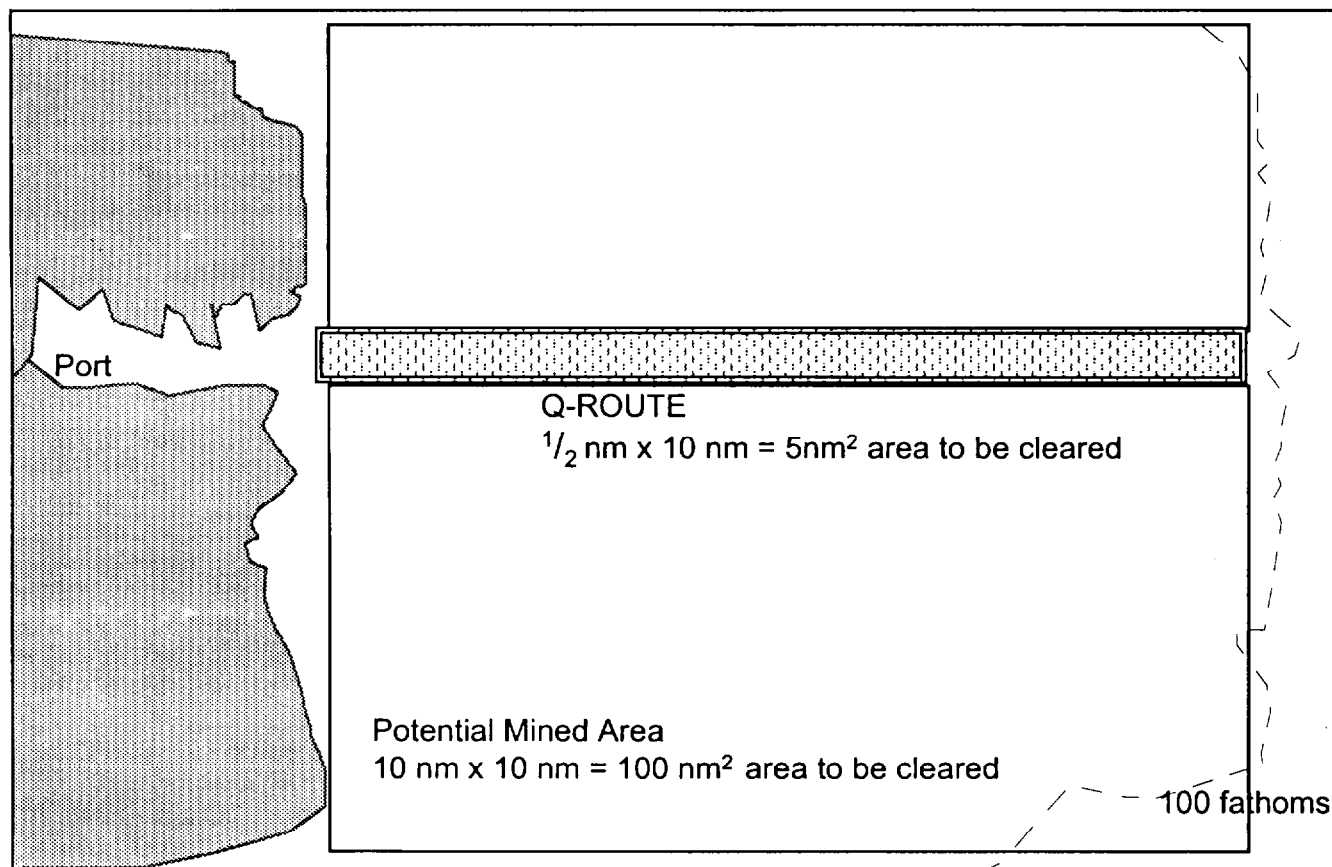 Port
Q-ROUTE
1/2 nm x 10 nm = 5nm² area to be cleared
Potential Mined Area
10 nm x 10 nm = 100 nm² area to be cleared
100 fathoms